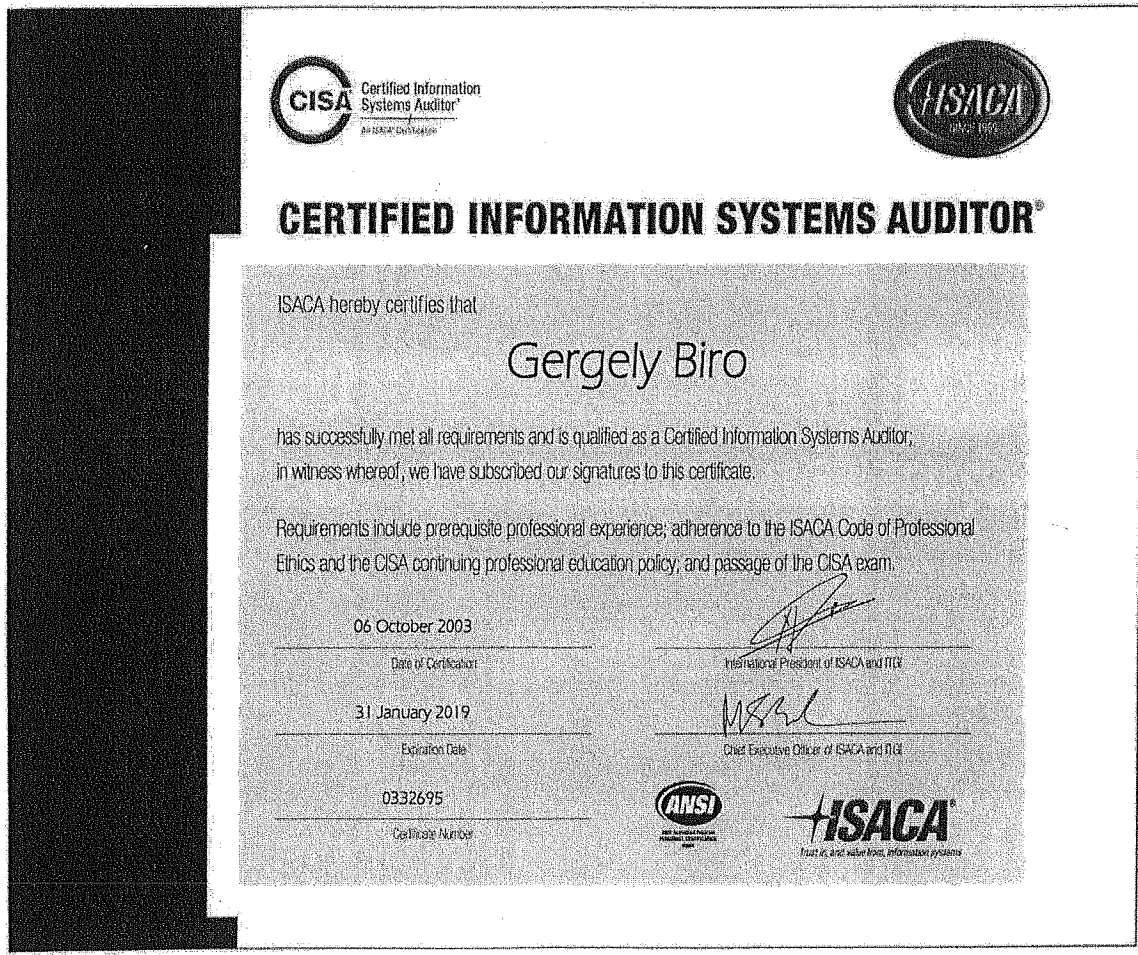 CISA
Certified Information
Systems Auditor®
An ISACA® Certification
ISACA
SINCE 1969
CERTIFIED INFORMATION SYSTEMS AUDITOR®
ISACA hereby certifies that
Gergely Biro
has successfully met all requirements and is qualified as a Certified Information Systems Auditor;
in witness whereof, we have subscribed our signatures to this certificate.
Requirements include prerequisite professional experience; adherence to the ISACA Code of Professional
Ethics and the CISA continuing professional education policy; and passage of the CISA exam.
06 October 2003
Date of Certification
International President of ISACA and ITGI
31 January 2019
Expiration Date
Chief Executive Officer of ISACA and ITGI
0332695
Certificate Number
ANSI
ISACA®
Trust in, and value from, information systems